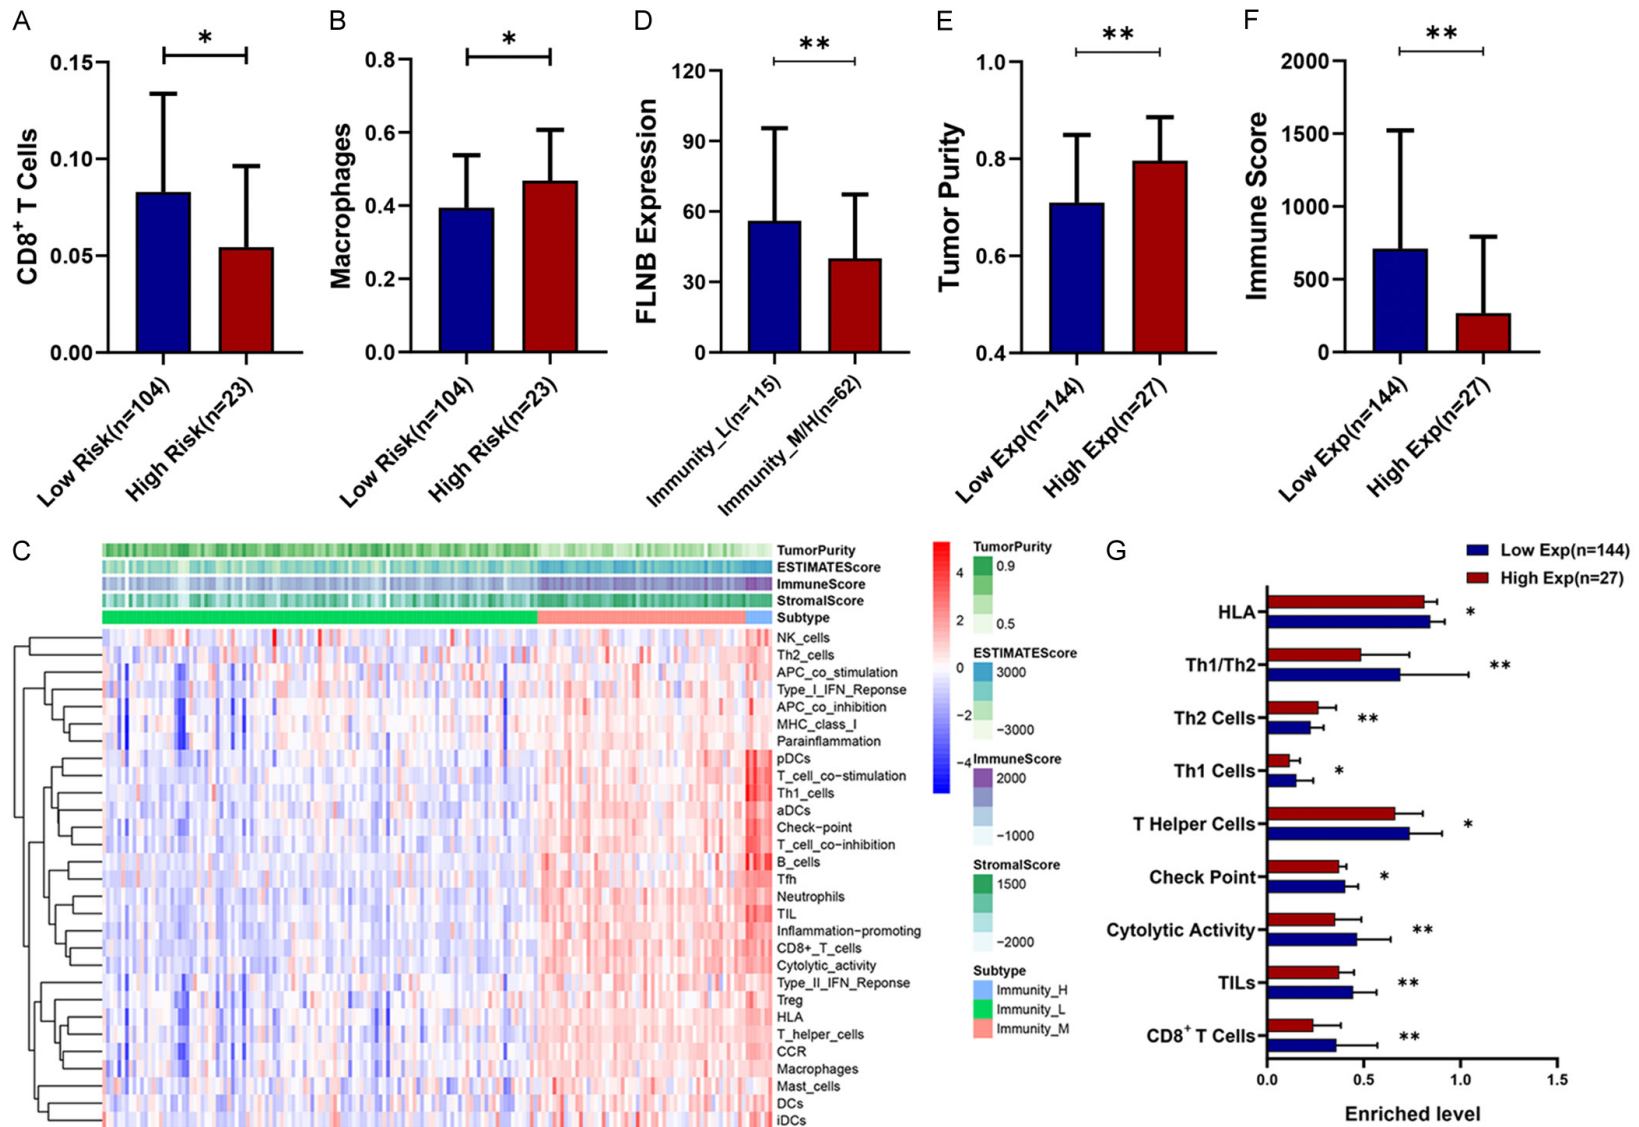 A
B
D
E
F
*
*
**
**
**
CD8+ T Cells
0.15
0.10
0.05
0.00
Low Risk(n=104)
High Risk(n=23)
Macrophages
0.8
0.6
0.4
0.2
0.0
Low Risk(n=104)
High Risk(n=23)
FLNB Expression
120
90
60
30
0
Immunity_L(n=115)
Immunity_M/H(n=62)
Tumor Purity
1.0
0.8
0.6
0.4
Low Exp(n=144)
High Exp(n=27)
Immune Score
2000
1500
1000
500
0
Low Exp(n=144)
High Exp(n=27)
C
TumorPurity
ESTIMATEScore
ImmuneScore
StromalScore
Subtype
NK_cells
Th2_cells
APC_co_stimulation
Type_I_IFN_Reponse
APC_co_inhibition
MHC_class_I
Parainflammation
pDCs
T_cell_co-stimulation
Th1_cells
aDCs
Check-point
T_cell_co-inhibition
B_cells
Tfh
Neutrophils
TIL
Inflammation-promoting
CD8+_T_cells
Cytolytic_activity
Type_II_IFN_Reponse
Treg
HLA
T_helper_cells
CCR
Macrophages
Mast_cells
DCs
iDCs
4
2
0
−2
−4
TumorPurity
0.9
0.5
ESTIMATEScore
3000
−3000
ImmuneScore
2000
−1000
StromalScore
1500
−2000
Subtype
Immunity_H
Immunity_L
Immunity_M
G
Low Exp(n=144)
High Exp(n=27)
HLA *
Th1/Th2 **
Th2 Cells **
Th1 Cells *
T Helper Cells *
Check Point *
Cytolytic Activity **
TILs **
CD8+ T Cells **
0.0 0.5 1.0 1.5
Enriched level